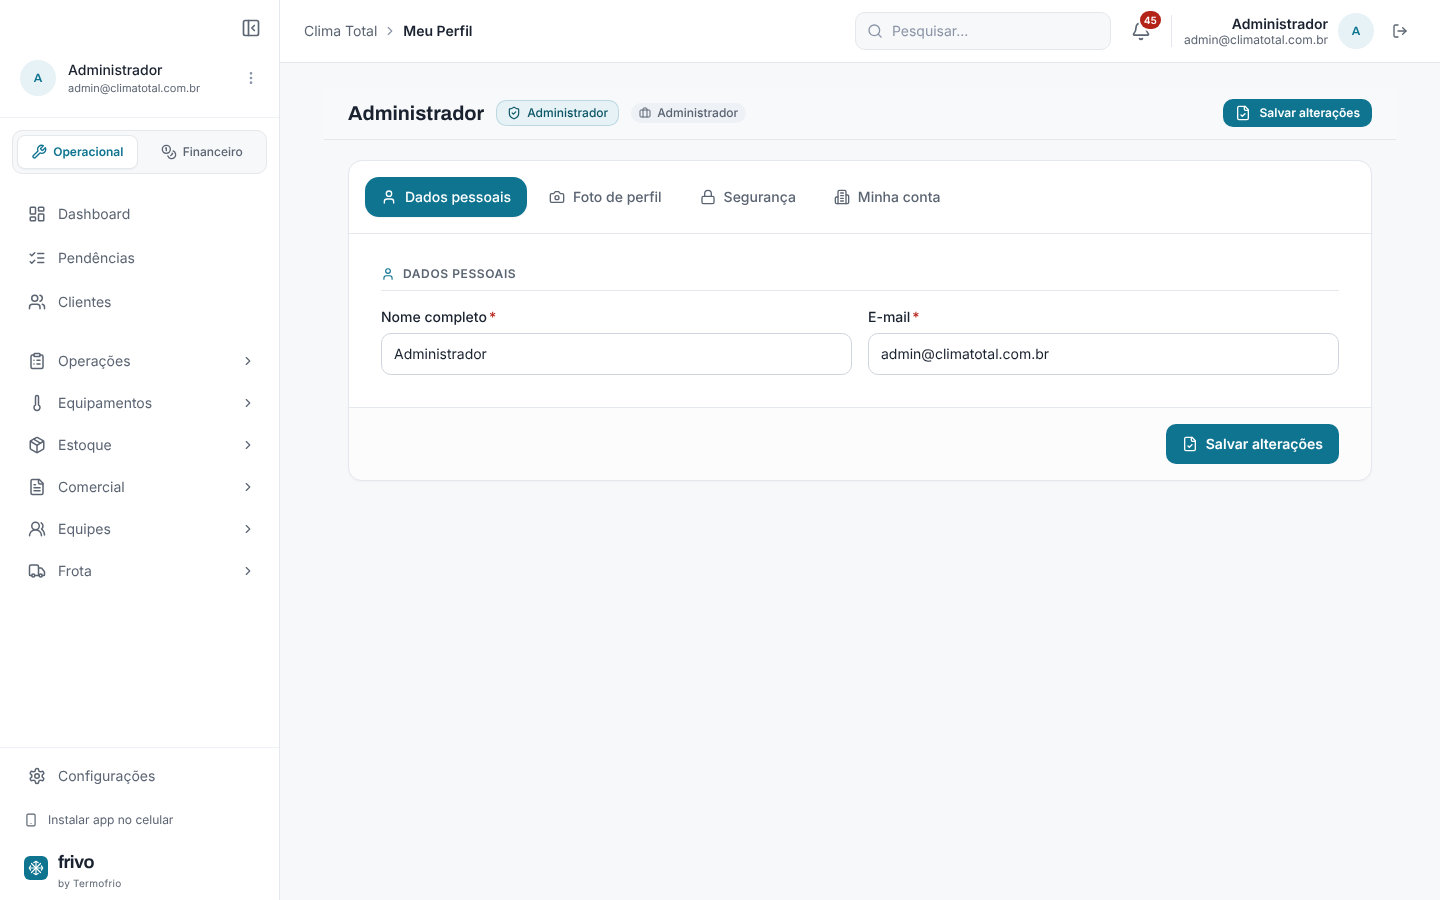 Administrador
admin@climatotal.com.br
Operacional
Financeiro
Dashboard
Pendências
Clientes
Operações
Equipamentos
Estoque
Comercial
Equipes
Frota
Configurações
Instalar app no celular
frivo
by Termofrio
Clima Total > Meu Perfil
Pesquisar...
45
Administrador
admin@climatotal.com.br
A
A
Administrador
Administrador
Administrador
Salvar alterações
Dados pessoais
Foto de perfil
Segurança
Minha conta
DADOS PESSOAIS
Nome completo*
Administrador
E-mail*
admin@climatotal.com.br
Salvar alterações